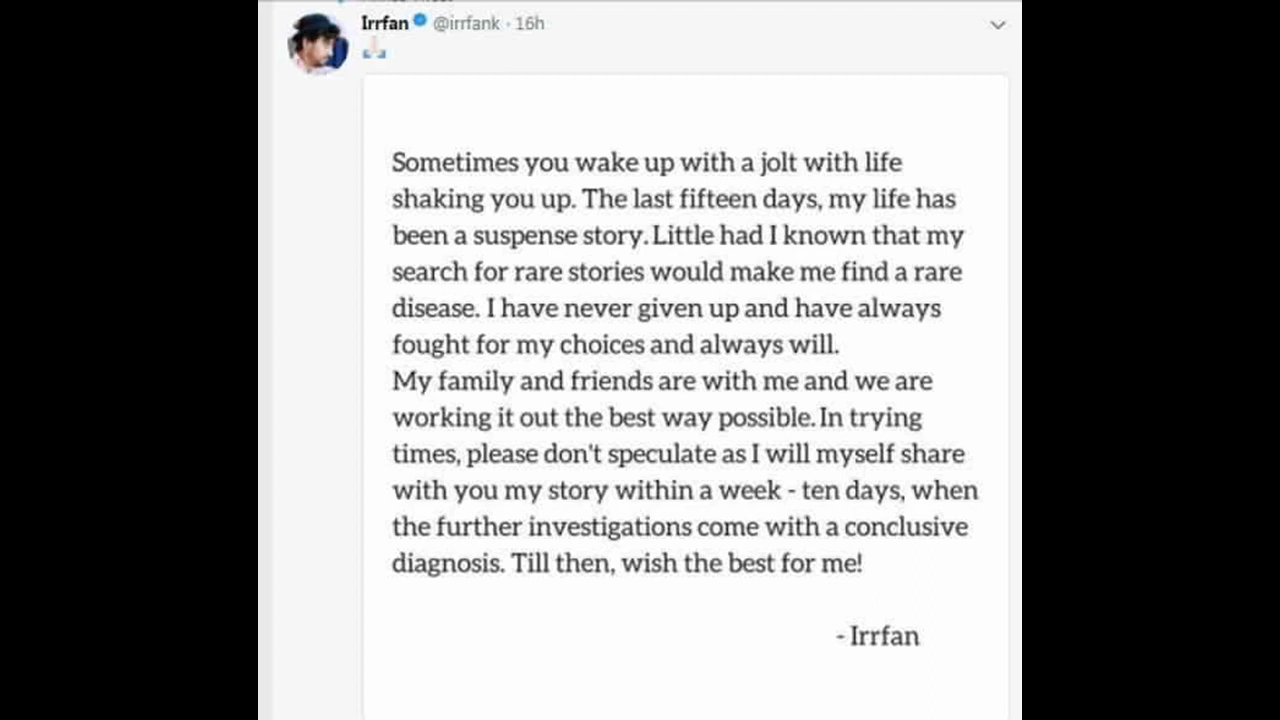 Irrfan @irrfank · 16h
Sometimes you wake up with a jolt with life
shaking you up. The last fifteen days, my life has
been a suspense story. Little had I known that my
search for rare stories would make me find a rare
disease. I have never given up and have always
fought for my choices and always will.
My family and friends are with me and we are
working it out the best way possible. In trying
times, please don't speculate as I will myself share
with you my story within a week - ten days, when
the further investigations come with a conclusive
diagnosis. Till then, wish the best for me!
- Irrfan